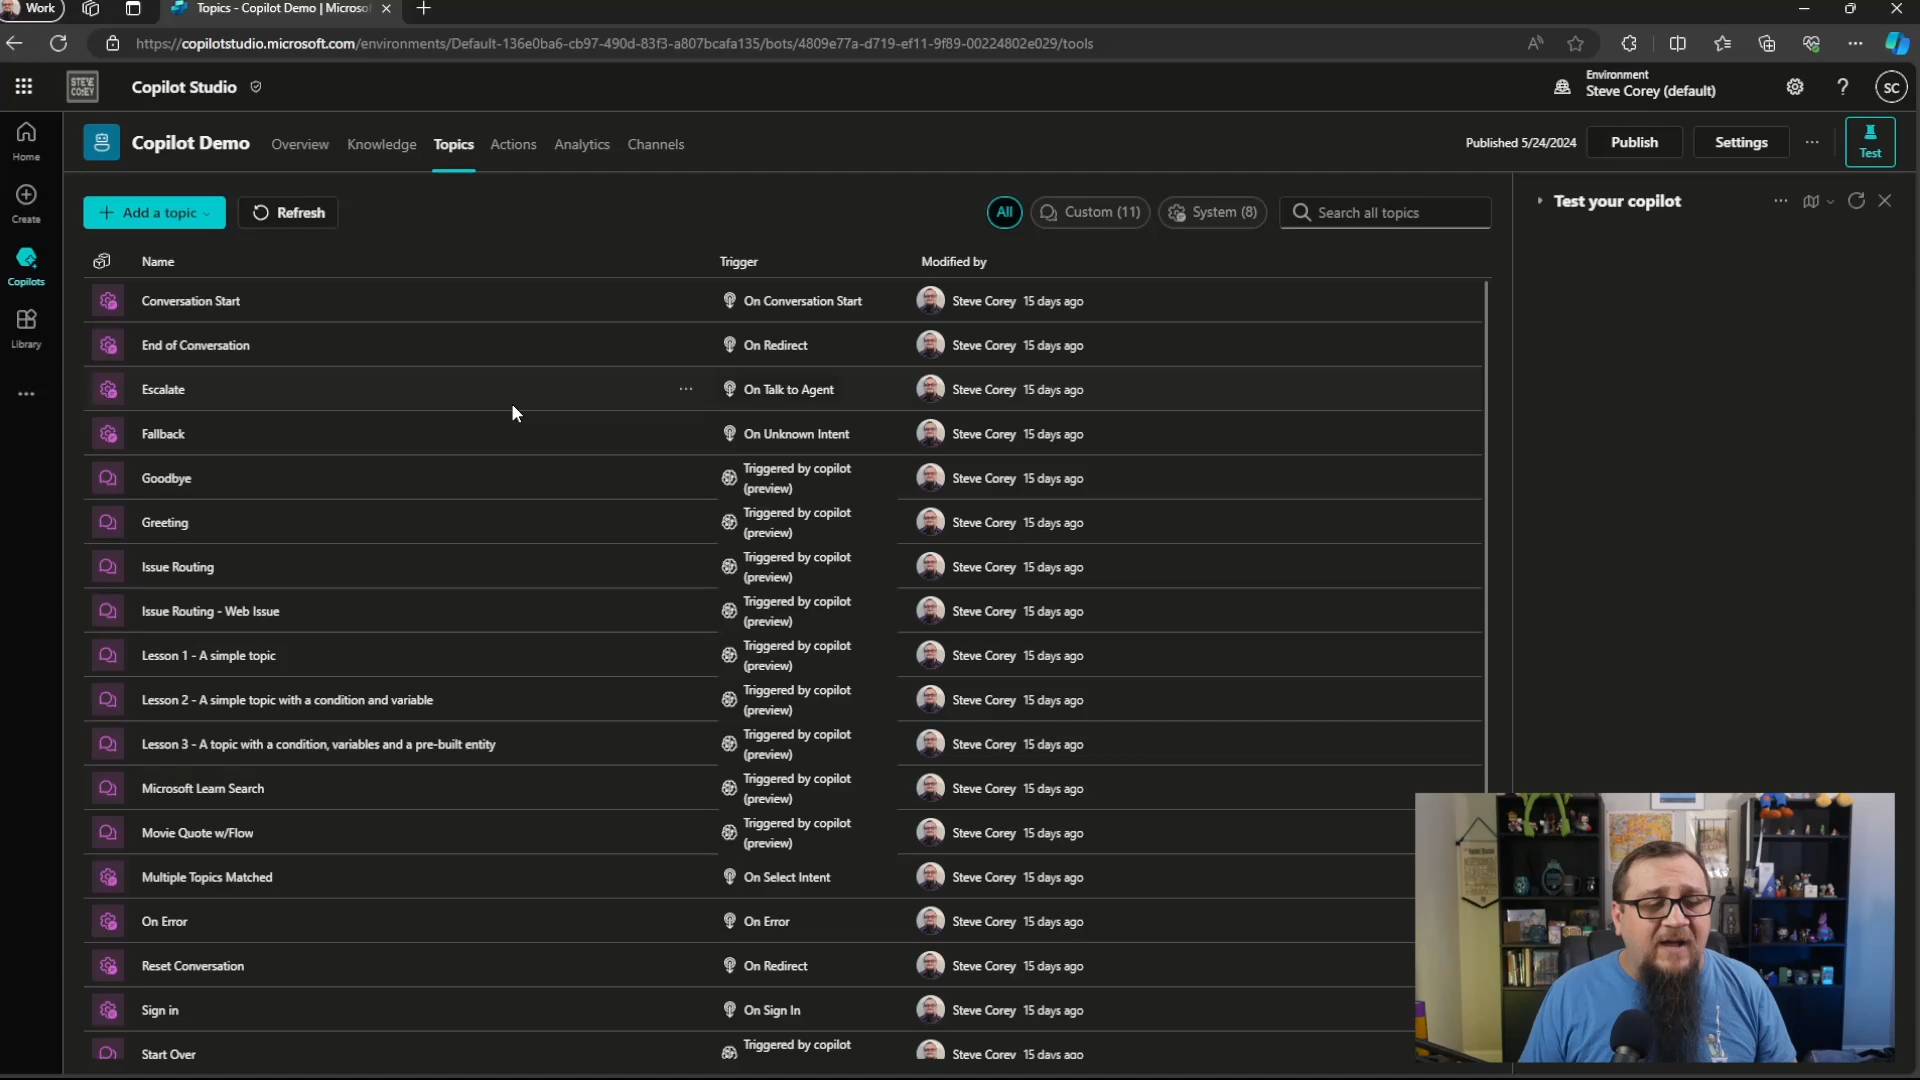 Work
Topics - Copilot Demo | Microsof
https://copilotstudio.microsoft.com/environments/Default-136e0ba6-cb97-490d-83f3-a807bcafa135/bots/4809e77a-d719-ef11-9f89-00224802e029/tools
STEVE COREY
Copilot Studio
Environment
Steve Corey (default)
SC
Home
Create
Copilots
Library
Copilot Demo
Overview
Knowledge
Topics
Actions
Analytics
Channels
Published 5/24/2024
Publish
Settings
Test
Add a topic
Refresh
All
Custom (11)
System (8)
Search all topics
Test your copilot
Name Trigger Modified by
Conversation Start On Conversation Start Steve Corey 15 days ago
End of Conversation On Redirect Steve Corey 15 days ago
Escalate On Talk to Agent Steve Corey 15 days ago
Fallback On Unknown Intent Steve Corey 15 days ago
Goodbye Triggered by copilot (preview) Steve Corey 15 days ago
Greeting Triggered by copilot (preview) Steve Corey 15 days ago
Issue Routing Triggered by copilot (preview) Steve Corey 15 days ago
Issue Routing - Web Issue Triggered by copilot (preview) Steve Corey 15 days ago
Lesson 1 - A simple topic Triggered by copilot (preview) Steve Corey 15 days ago
Lesson 2 - A simple topic with a condition and variable Triggered by copilot (preview) Steve Corey 15 days ago
Lesson 3 - A topic with a condition, variables and a pre-built entity Triggered by copilot (preview) Steve Corey 15 days ago
Microsoft Learn Search Triggered by copilot (preview) Steve Corey 15 days ago
Movie Quote w/Flow Triggered by copilot (preview) Steve Corey 15 days ago
Multiple Topics Matched On Select Intent Steve Corey 15 days ago
On Error On Error Steve Corey 15 days ago
Reset Conversation On Redirect Steve Corey 15 days ago
Sign in On Sign In Steve Corey 15 days ago
Start Over Triggered by copilot Steve Corey 15 days ago